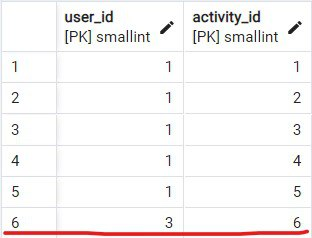 user_id activity_id
[PK] smallint [PK] smallint
1 1 1
2 1 2
3 1 3
4 1 4
5 1 5
6 3 6